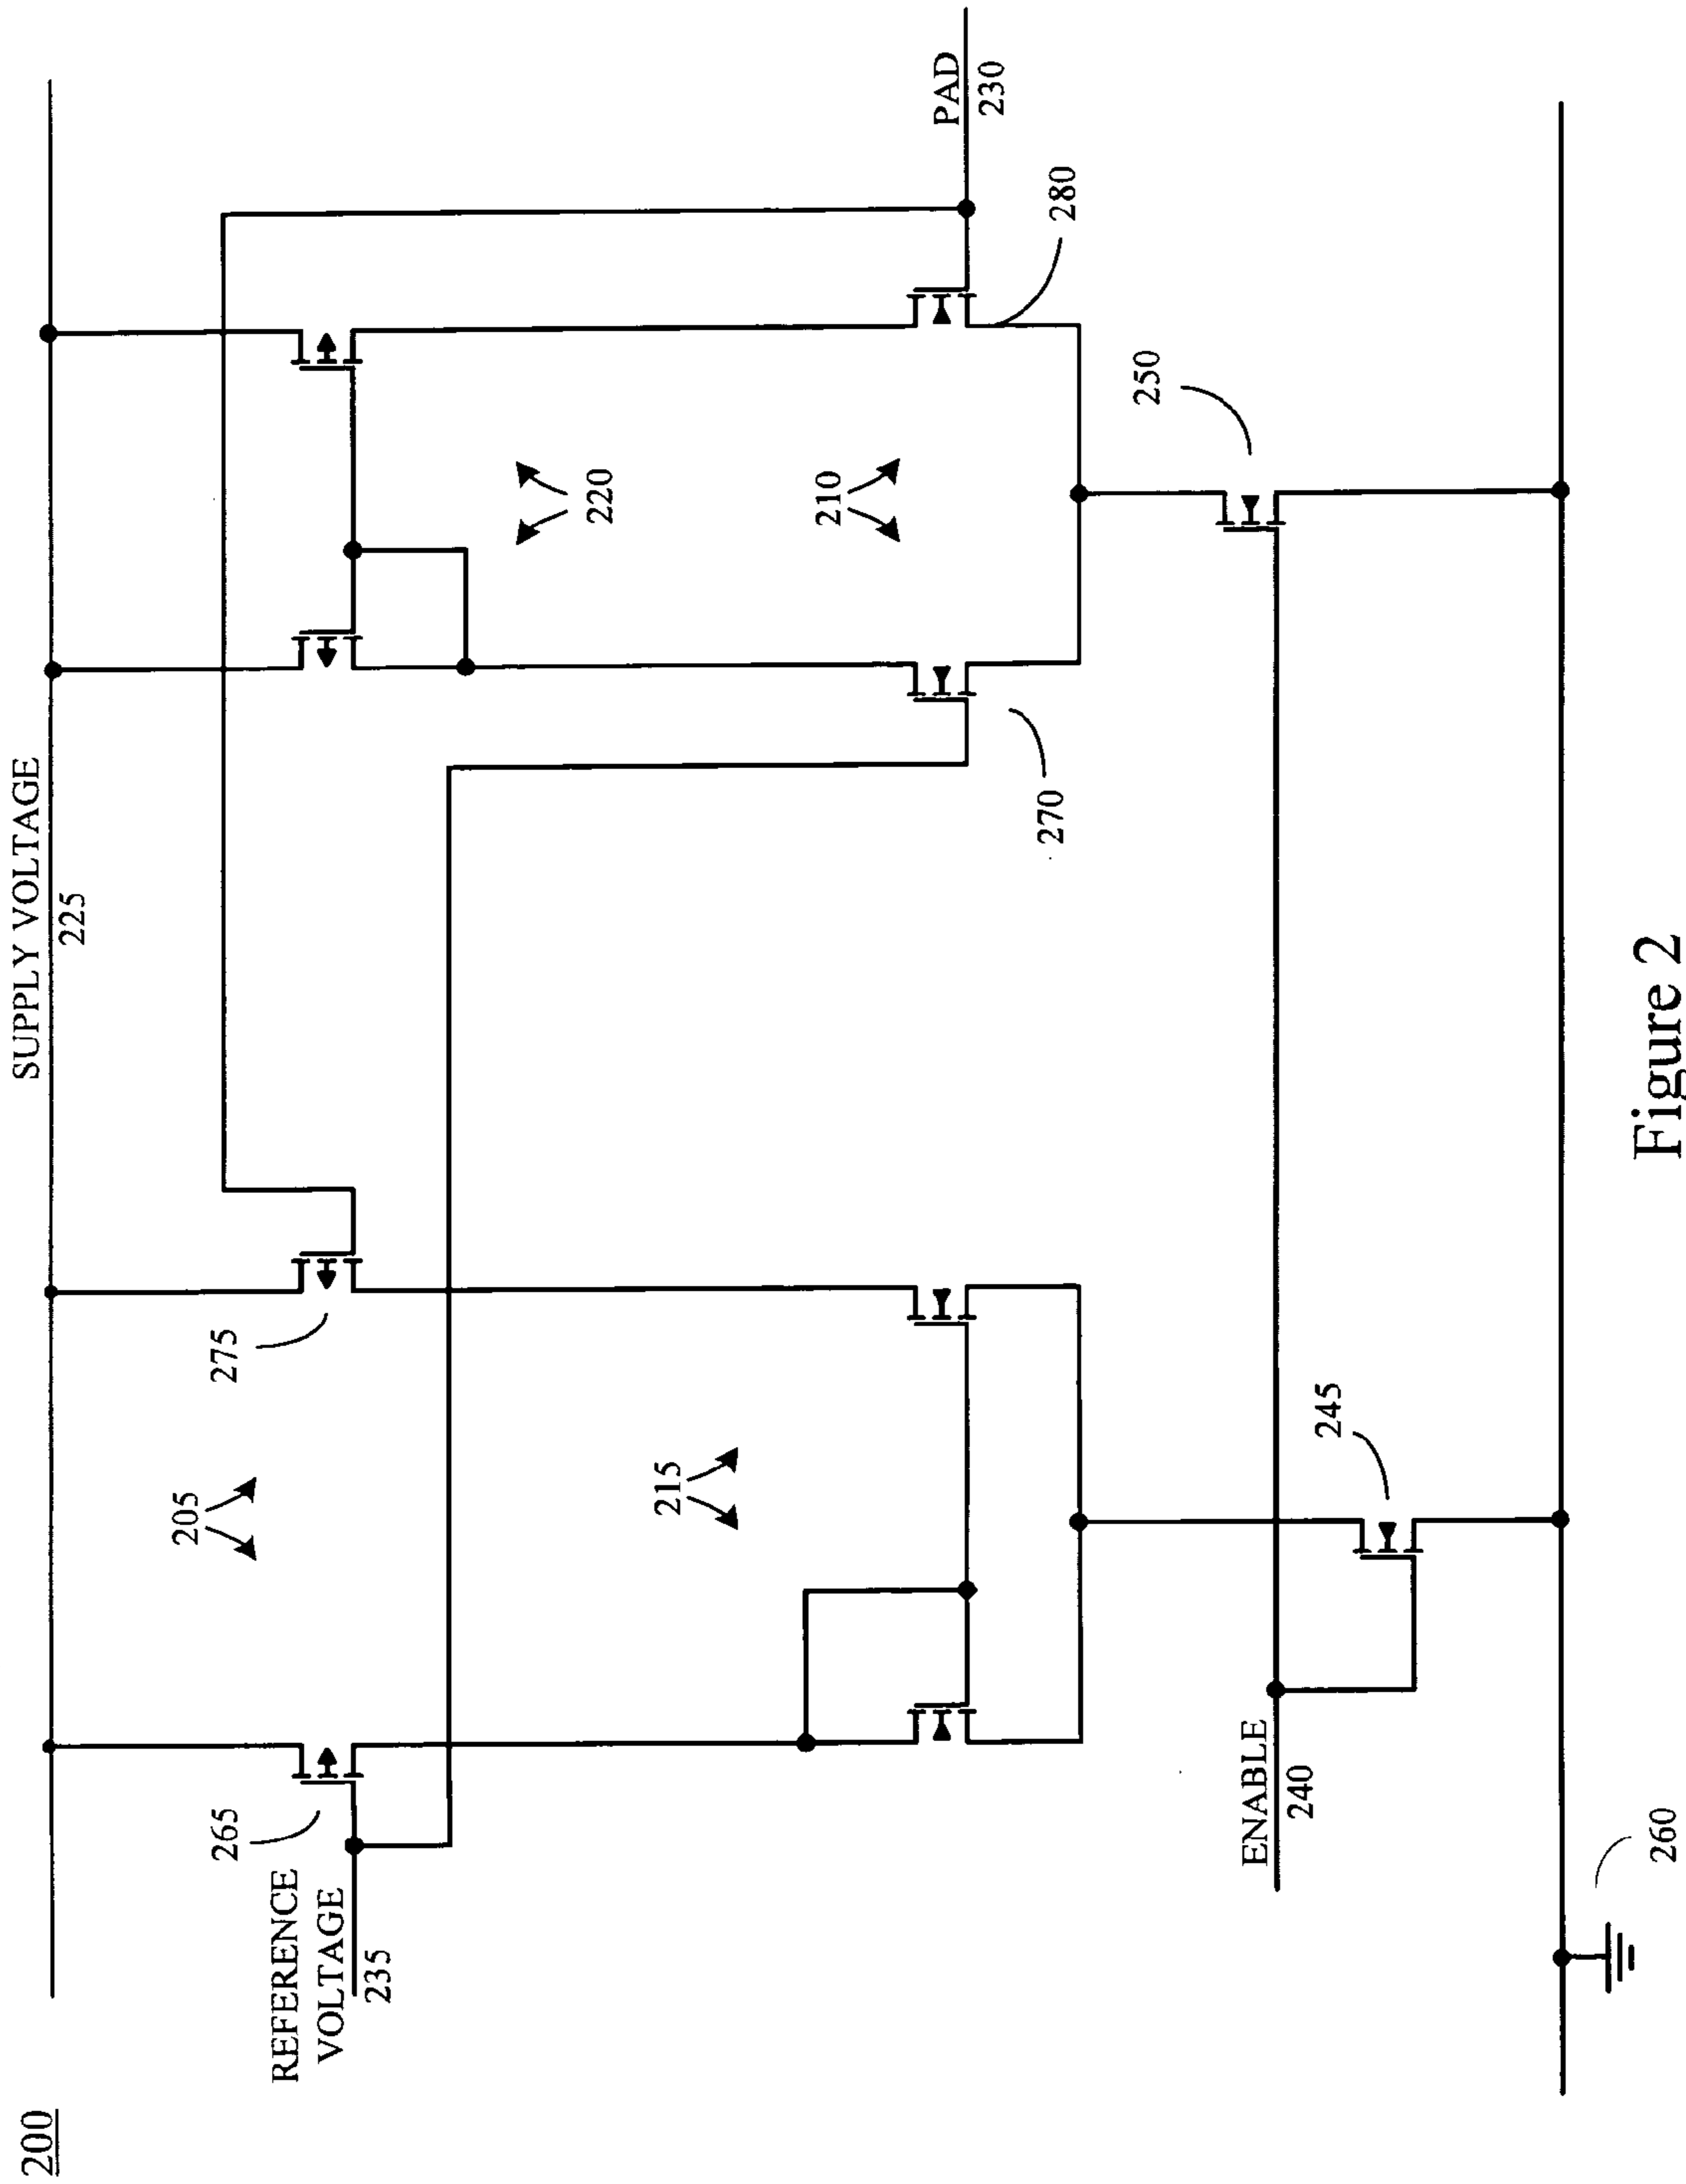 200
SUPPLY VOLTAGE
225
205
265
275
REFERENCE
VOLTAGE
235
220
215
210
PAD
230
270
280
250
ENABLE
240
245
260
Figure 2